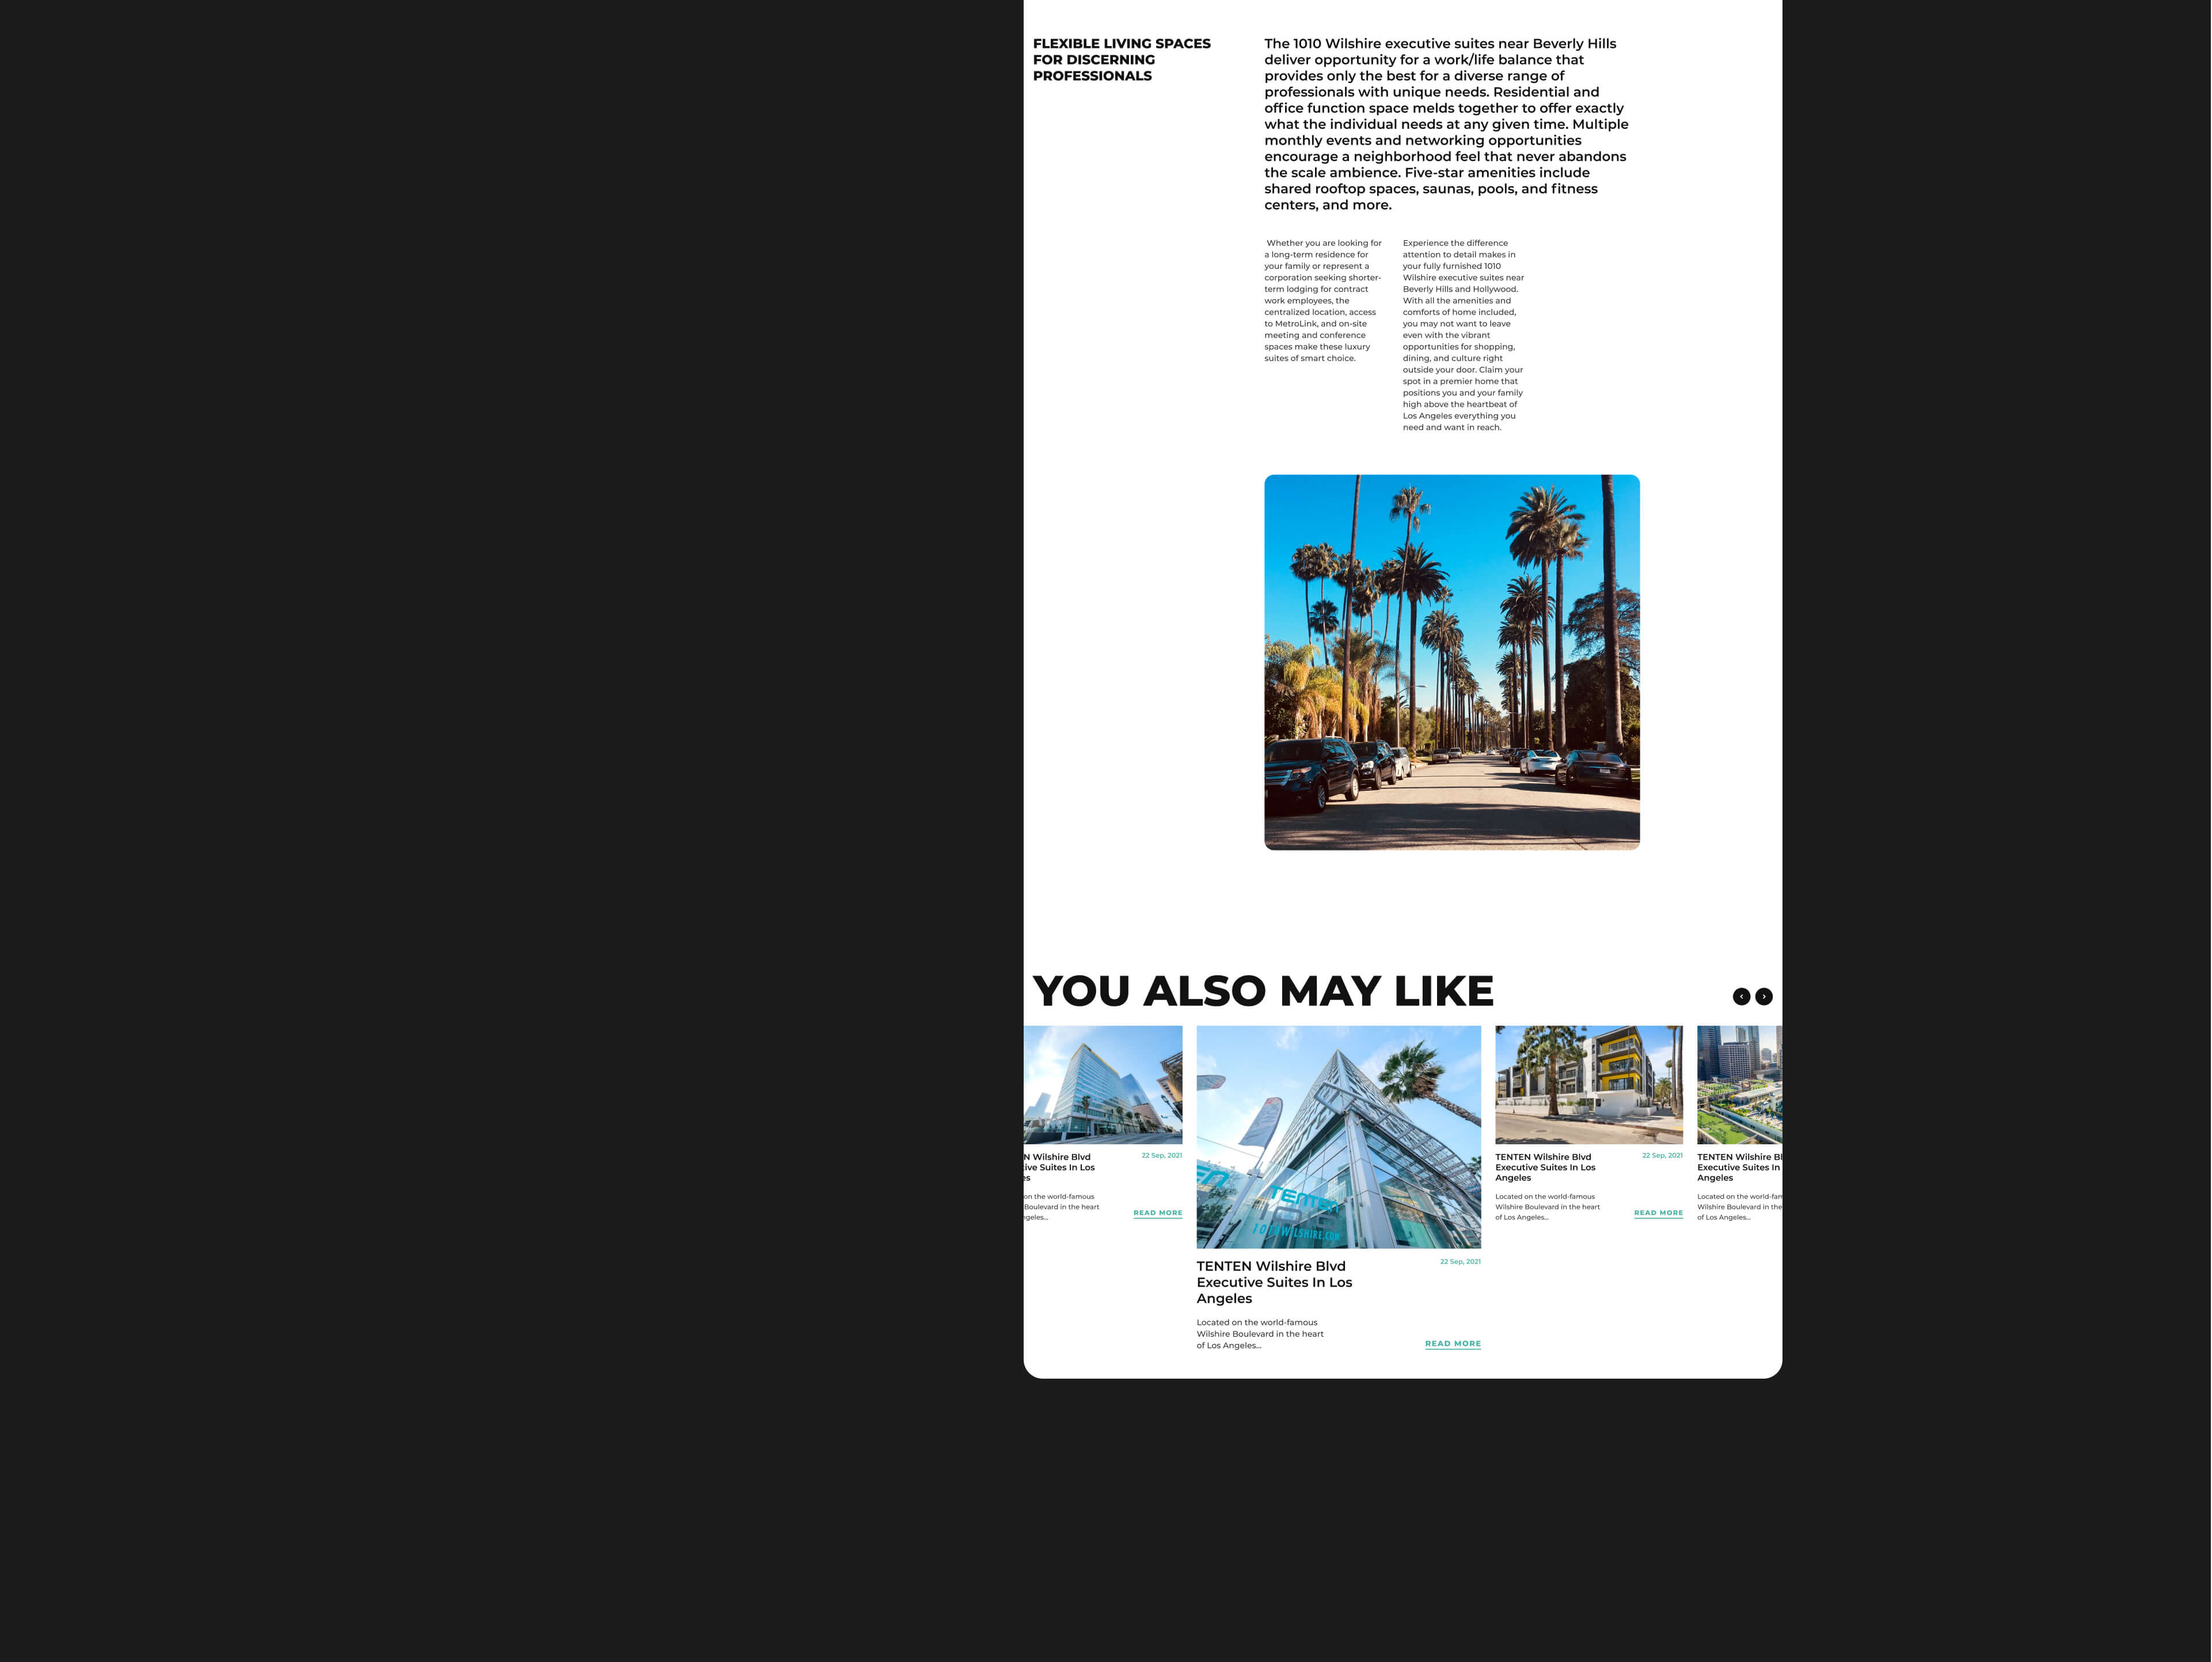 FLEXIBLE LIVING SPACES
FOR DISCERNING
PROFESSIONALS
The 1010 Wilshire executive suites near Beverly Hills
deliver opportunity for a work/life balance that
provides only the best for a diverse range of
professionals with unique needs. Residential and
office function space melds together to offer exactly
what the individual needs at any given time. Multiple
monthly events and networking opportunities
encourage a neighborhood feel that never abandons
the scale ambience. Five-star amenities include
shared rooftop spaces, saunas, pools, and fitness
centers, and more.
Whether you are looking for
a long-term residence for
your family or represent a
corporation seeking shorter-
term lodging for contract
work employees, the
centralized location, access
to MetroLink, and on-site
meeting and conference
spaces make these luxury
suites of smart choice.
Experience the difference
attention to detail makes in
your fully furnished 1010
Wilshire executive suites near
Beverly Hills and Hollywood.
With all the amenities and
comforts of home included,
you may not want to leave
even with the vibrant
opportunities for shopping,
dining, and culture right
outside your door. Claim your
spot in a premier home that
positions you and your family
high above the heartbeat of
Los Angeles everything you
need and want in reach.
YOU ALSO MAY LIKE
N Wilshire Blvd
ive Suites In Los
es
22 Sep, 2021
on the world-famous
Boulevard in the heart
ngeles...
READ MORE
TENTEN
1010WILSHIRE.COM
TENTEN Wilshire Blvd
Executive Suites In Los
Angeles
22 Sep, 2021
Located on the world-famous
Wilshire Boulevard in the heart
of Los Angeles...
READ MORE
TENTEN Wilshire Blvd
Executive Suites In Los
Angeles
22 Sep, 2021
Located on the world-famous
Wilshire Boulevard in the heart
of Los Angeles...
READ MORE
TENTEN Wilshire Bl
Executive Suites In
Angeles
Located on the world-fam
Wilshire Boulevard in the
of Los Angeles...